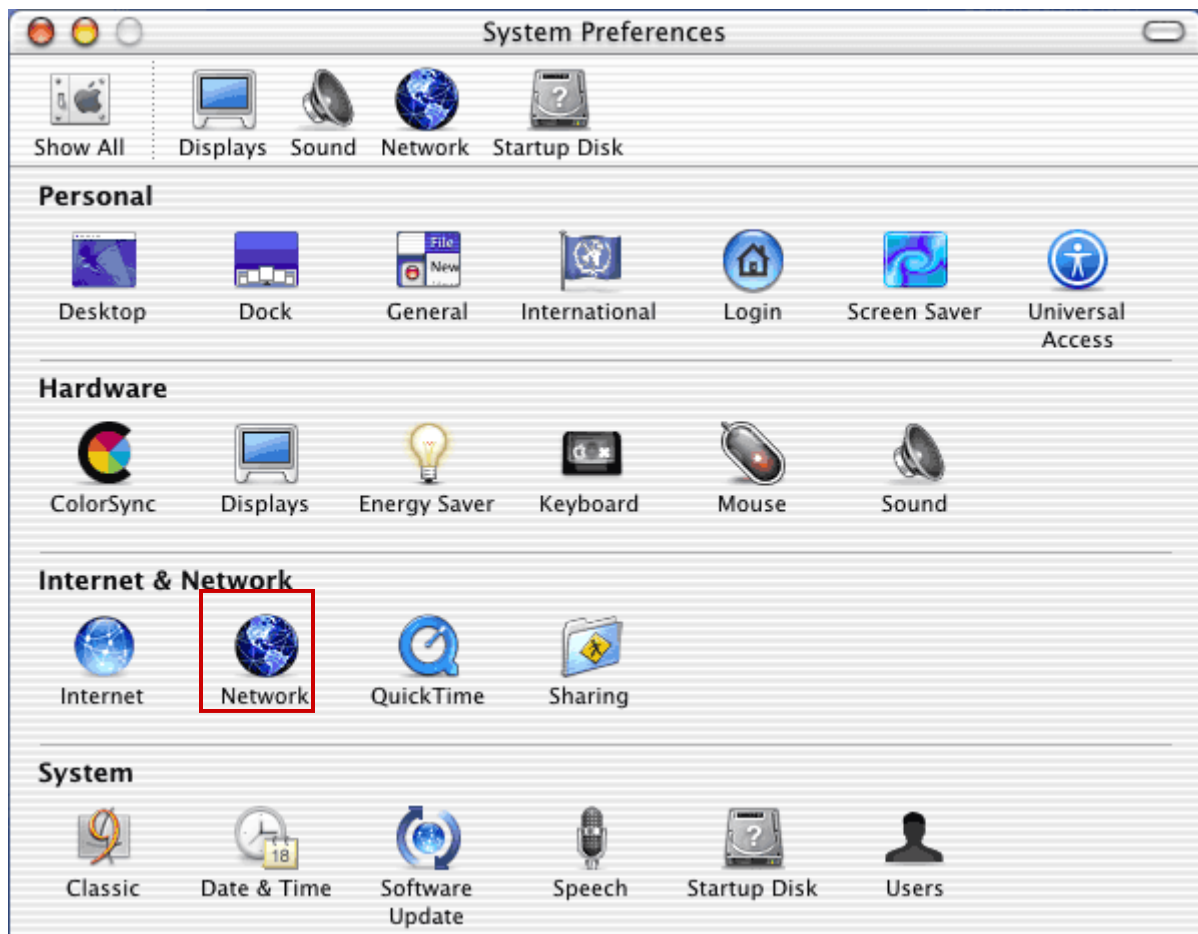 System Preferences
Show All Displays Sound Network Startup Disk
Personal
File
New
Desktop Dock General International Login Screen Saver Universal Access
Hardware
ColorSync Displays Energy Saver Keyboard Mouse Sound
Internet & Network
Internet Network QuickTime Sharing
System
18
Classic Date & Time Software Update Speech Startup Disk Users